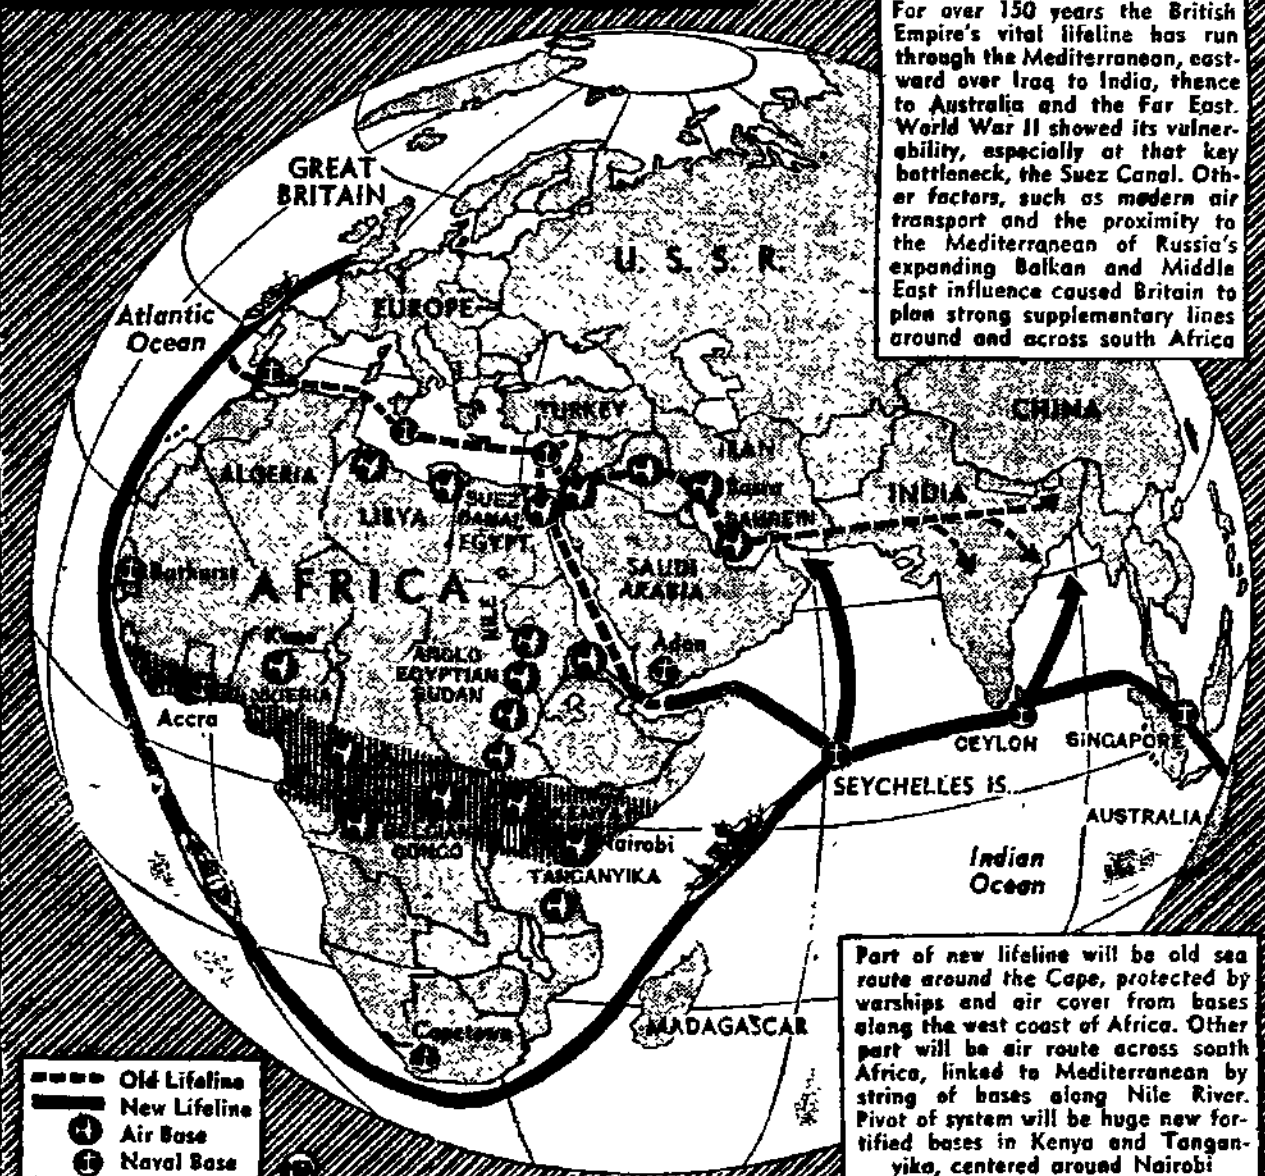 For over 150 years the British
Empire's vital lifeline has run
through the Mediterranean, east-
ward over Iraq to India, thence
to Australia and the Far East.
World War II showed its vulner-
ability, especially at that key
bottleneck, the Suez Canal. Oth-
er factors, such as modern air
transport and the proximity to
the Mediterranean of Russia's
expanding Balkan and Middle
East influence caused Britain to
plan strong supplementary lines
around and across south Africa
GREAT
BRITAIN
U. S. S. R.
EUROPE
Atlantic
Ocean
TURKEY
CHINA
IRAN
ALGERIA
Basra
INDIA
LIBYA
SUEZ
CANAL
BAHREIN
EGYPT
SAUDI
ARABIA
Bathurst
AFRICA
NILE R.
Kano
Aden
ANGLO
EGYPTIAN
SUDAN
NIGERIA
Accra
CEYLON
SINGAPORE
SEYCHELLES IS.
AUSTRALIA
KENYA
BELGIAN
CONGO
Nairobi
TANGANYIKA
Indian
Ocean
MADAGASCAR
Capetown
Part of new lifeline will be old sea
route around the Cape, protected by
warships and air cover from bases
along the west coast of Africa. Other
part will be air route across south
Africa, linked to Mediterranean by
string of bases along Nile River.
Pivot of system will be huge new for-
tified bases in Kenya and Tangan-
yika, centered around Nairobi
Old Lifeline
New Lifeline
Air Base
Naval Base